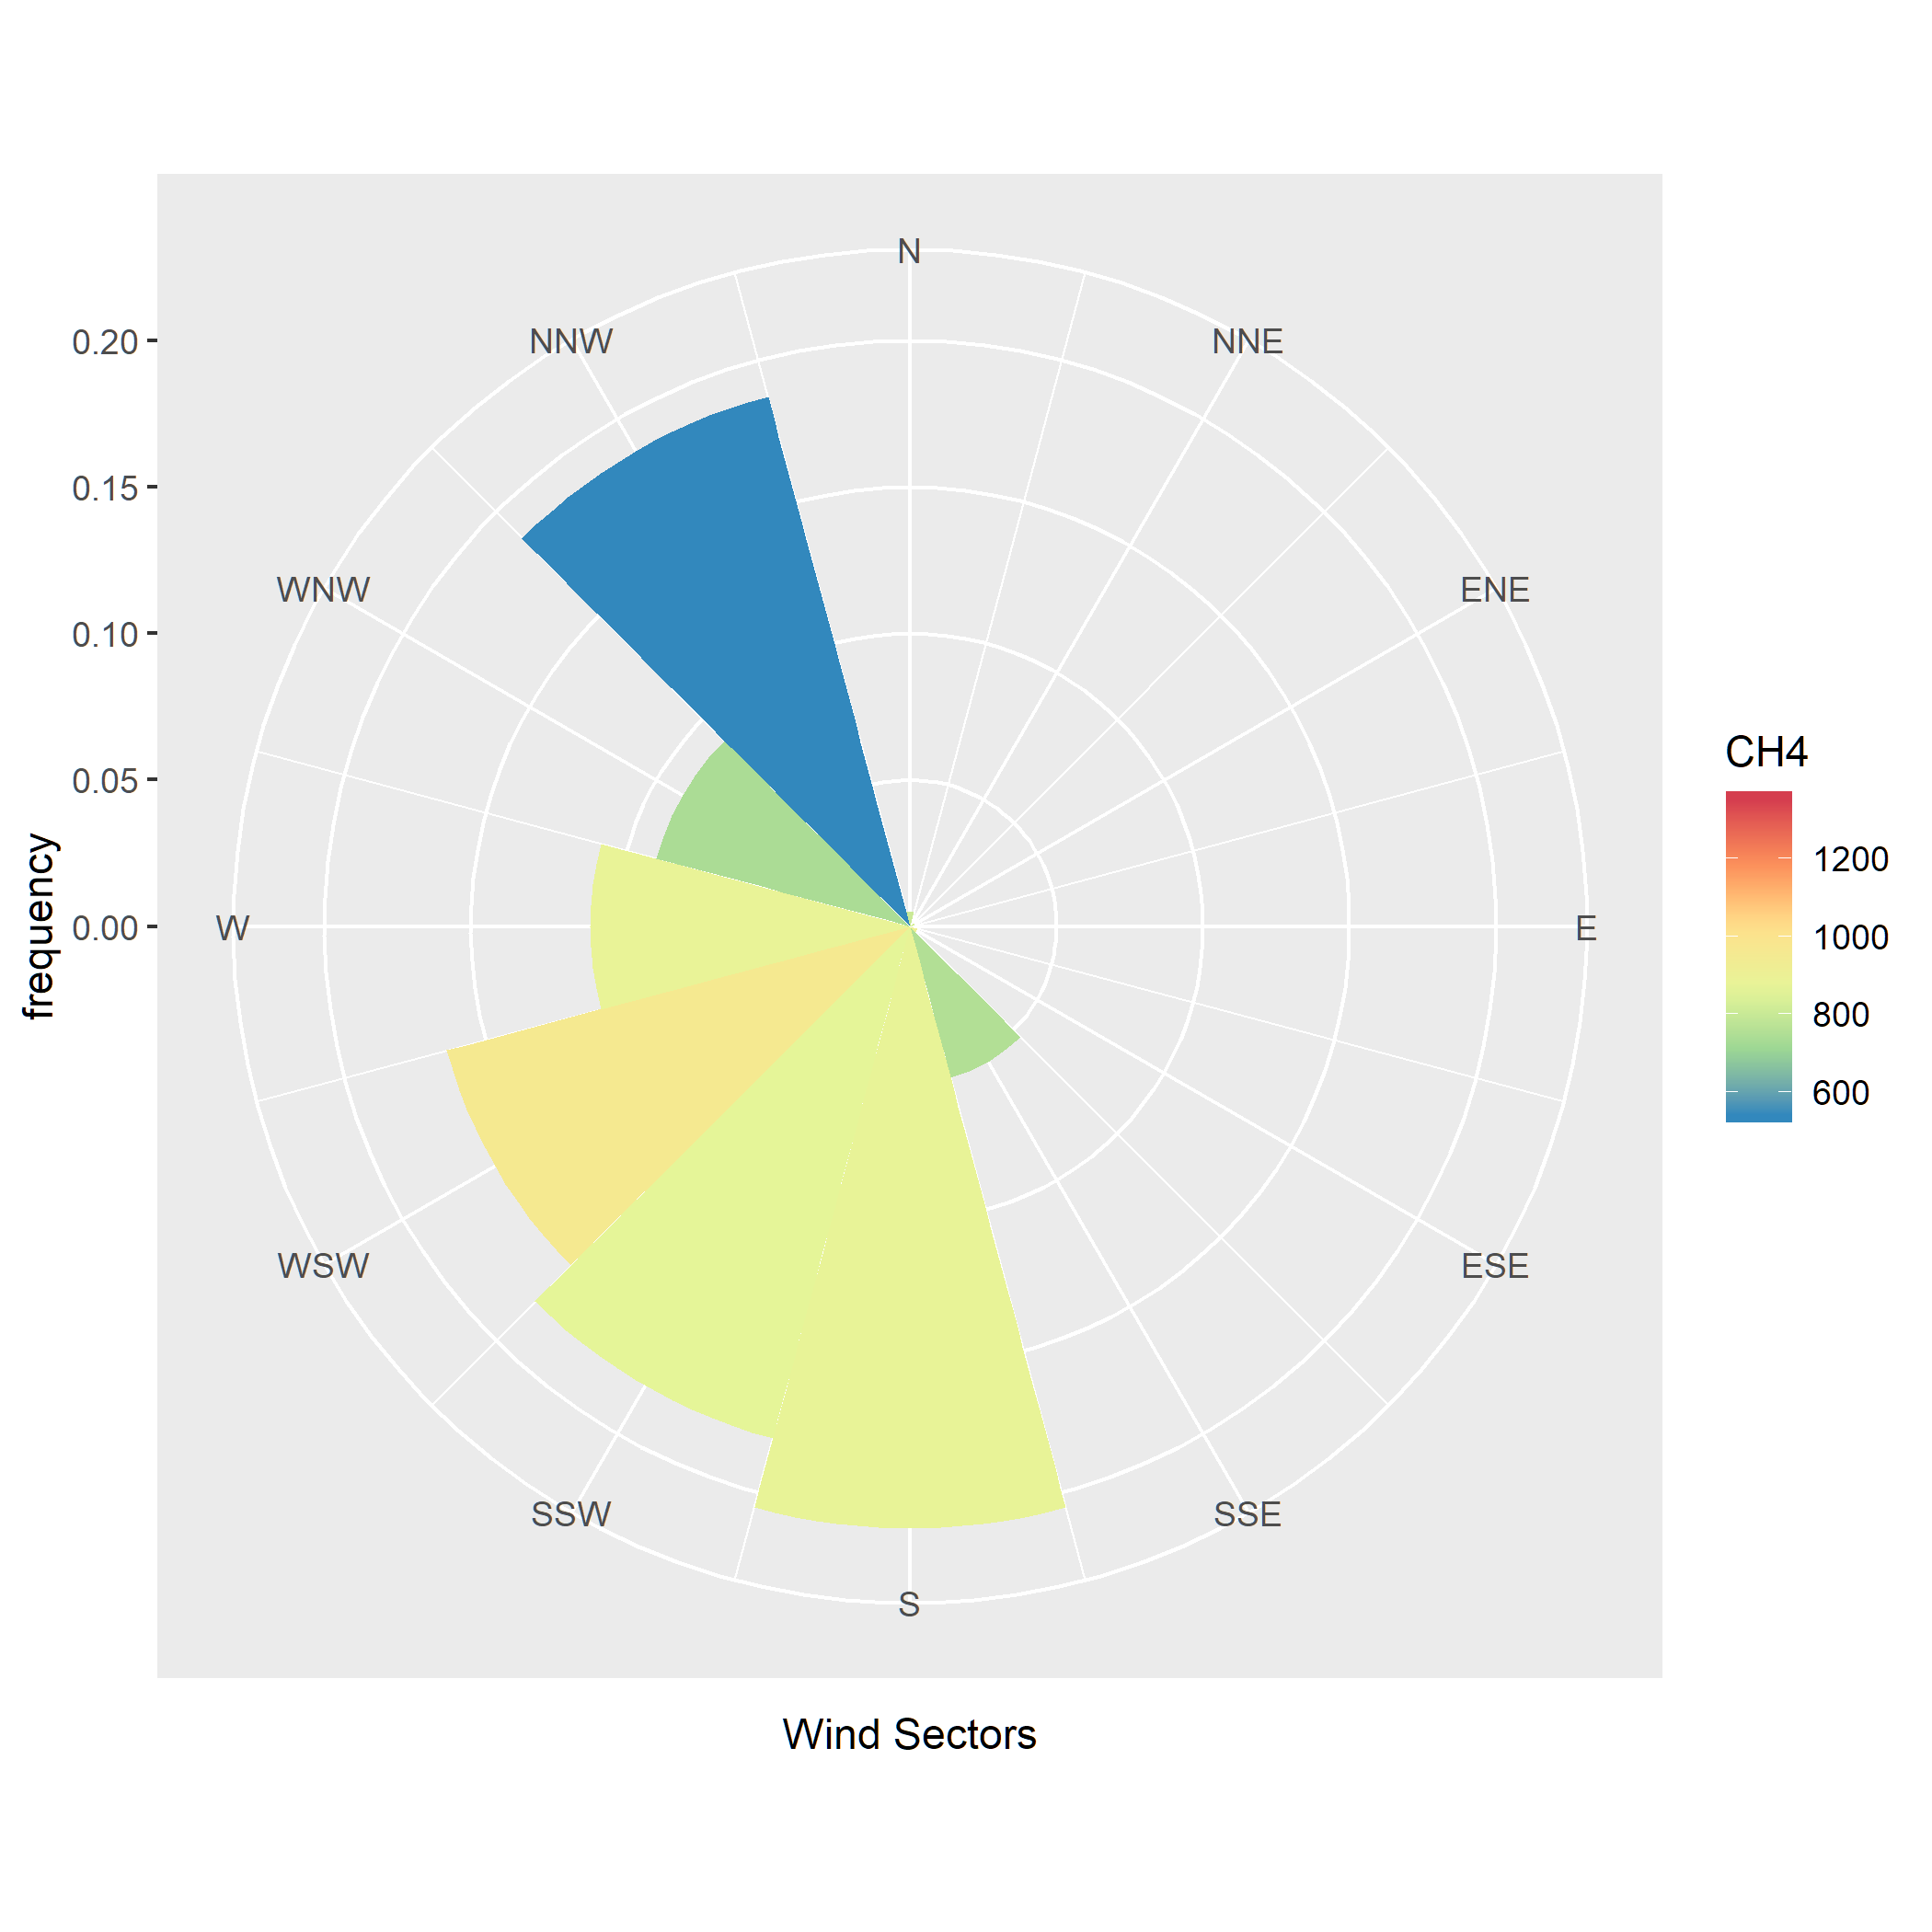 N
NNW
NNE
0.20
0.15
WNW
ENE
0.10
CH4
0.05
1200
frequency
0.00
W
E
1000
800
600
WSW
ESE
SSW
SSE
S
Wind Sectors